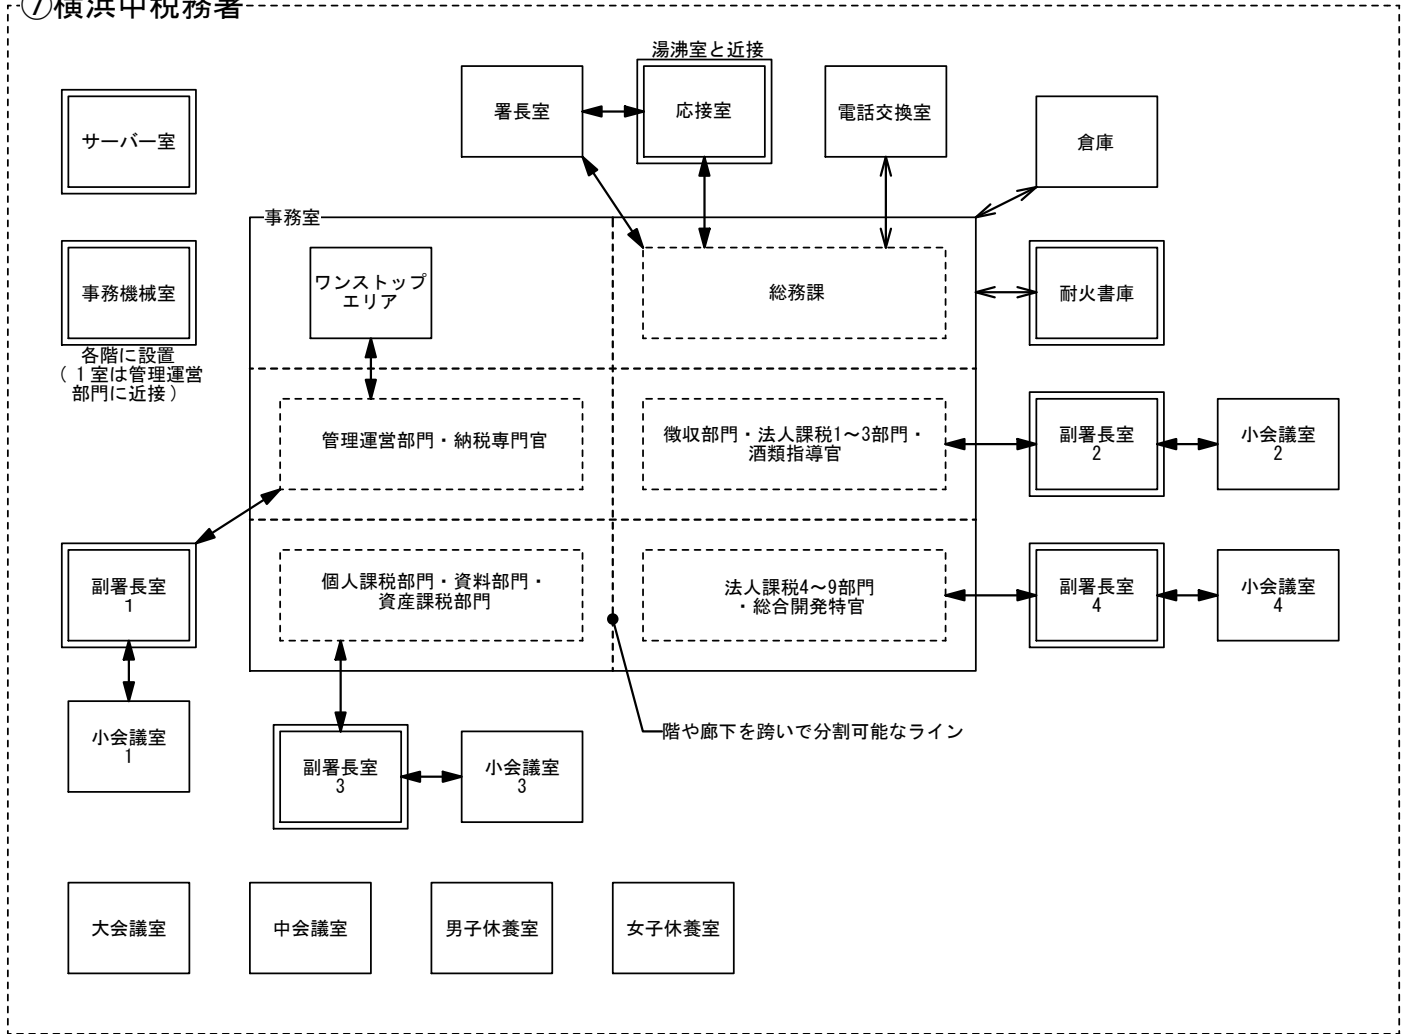 ⑦横浜中税務署
湯沸室と近接
署長室
応接室
電話交換室
倉庫
サーバー室
事務室
ワンストップ
エリア
総務課
事務機械室
各階に設置
(1室は管理運営
部門に近接)
耐火書庫
管理運営部門・納税専門官
徴収部門・法人課税1～3部門・
酒類指導官
副署長室
2
小会議室
2
副署長室
1
個人課税部門・資料部門・
資産課税部門
法人課税4～9部門
・総合開発特官
副署長室
4
小会議室
4
小会議室
1
階や廊下を跨いで分割可能なライン
副署長室
3
小会議室
3
大会議室
中会議室
男子休養室
女子休養室